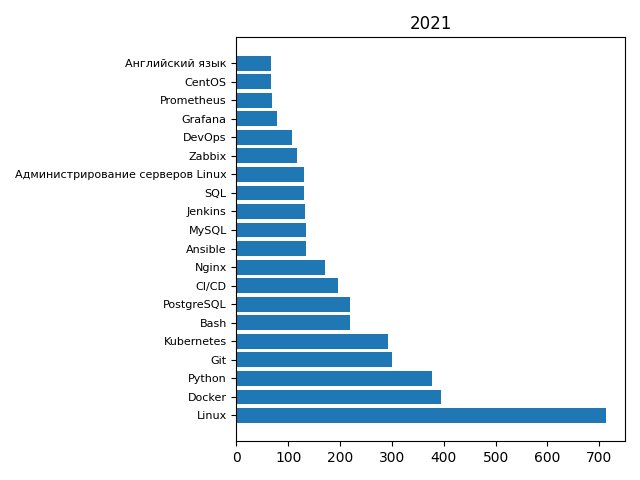 2021
Английский язык
CentOS
Prometheus
Grafana
DevOps
Zabbix
Администрирование серверов Linux
SQL
Jenkins
MySQL
Ansible
Nginx
CI/CD
PostgreSQL
Bash
Kubernetes
Git
Python
Docker
Linux
0 100 200 300 400 500 600 700